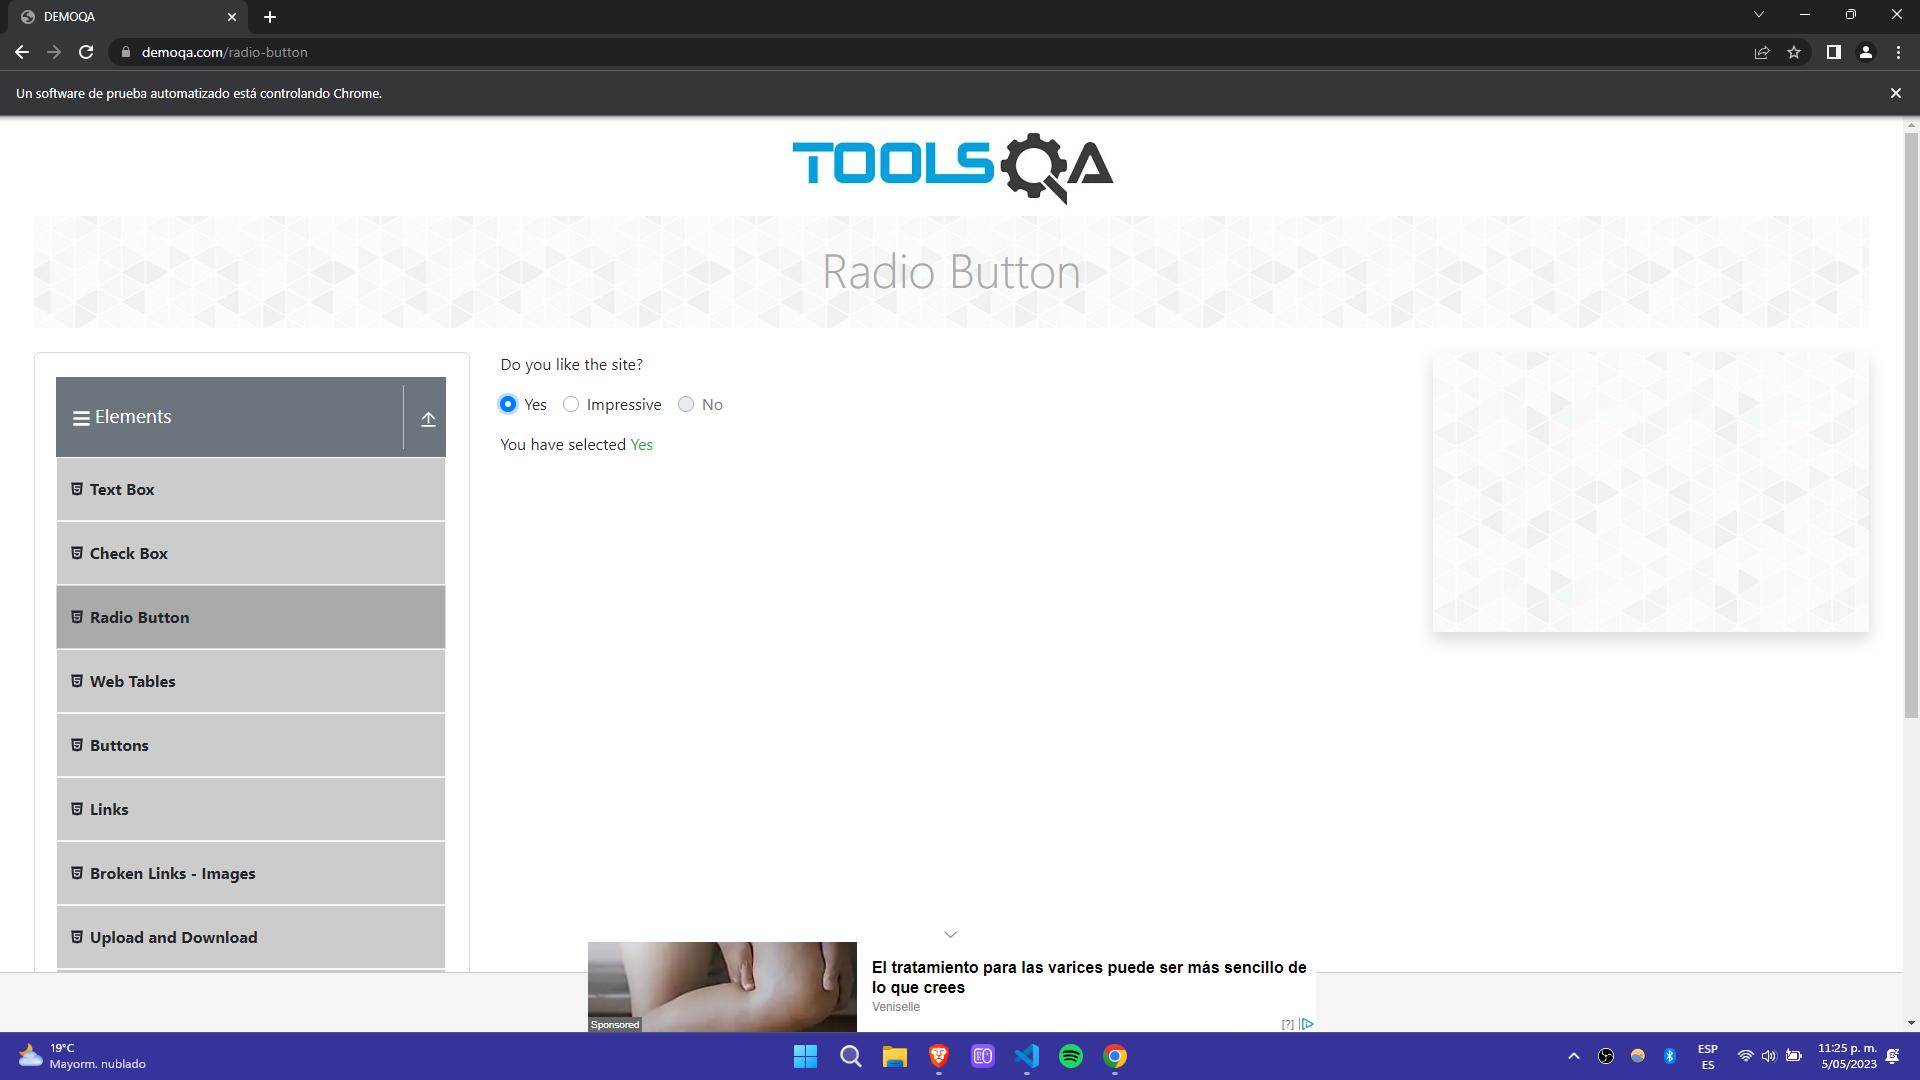 DEMOQA
demoqa.com/radio-button
Un software de prueba automatizado está controlando Chrome.
TOOLSQA
Radio Button
Elements
Text Box
Check Box
Radio Button
Web Tables
Buttons
Links
Broken Links - Images
Upload and Download
Do you like the site?
Yes Impressive No
You have selected Yes
El tratamiento para las varices puede ser más sencillo de
lo que crees
Veniselle
Sponsored
[?]
19°C
Mayorm. nublado
ESP
ES
11:25 p. m.
5/05/2023